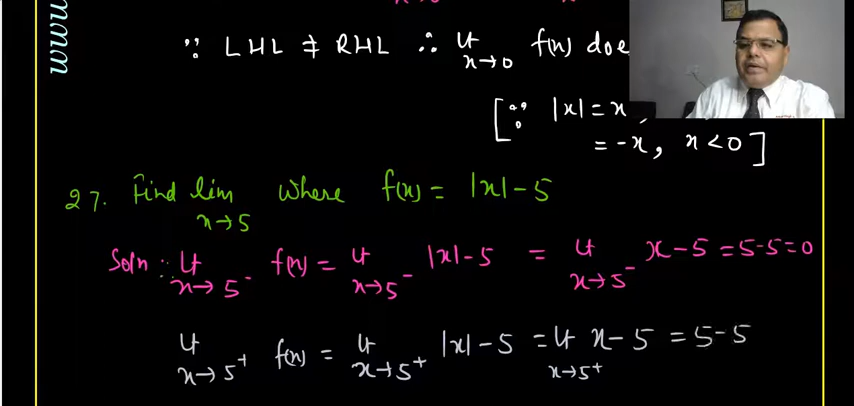 ∵ LHL ≠ RHL ∴ Lt x→0 f(x) doe
[∵ |x| = x,
= -x, x < 0]
27. Find lim x→5 where f(x) = |x| - 5
Soln ∴ Lt x→5⁻ f(x) = Lt x→5⁻ |x| - 5 = Lt x→5⁻ x - 5 = 5 - 5 = 0
Lt x→5⁺ f(x) = Lt x→5⁺ |x| - 5 = Lt x→5⁺ x - 5 = 5 - 5